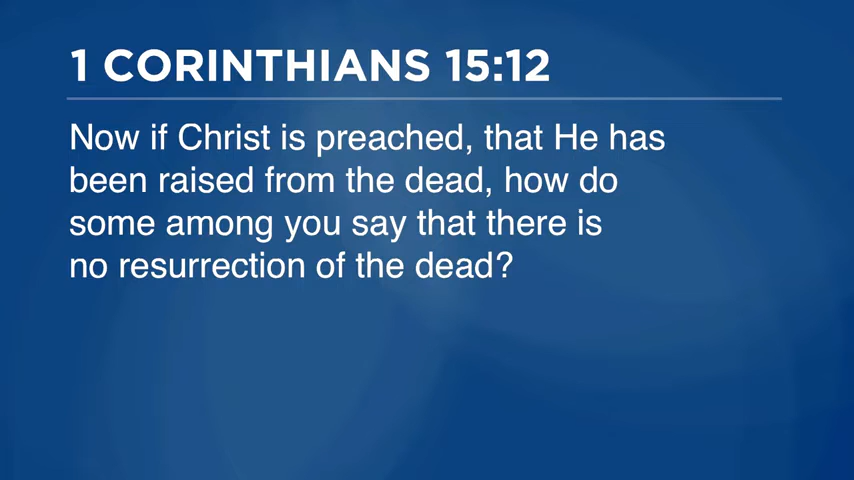 1 CORINTHIANS 15:12
Now if Christ is preached, that He has
been raised from the dead, how do
some among you say that there is
no resurrection of the dead?